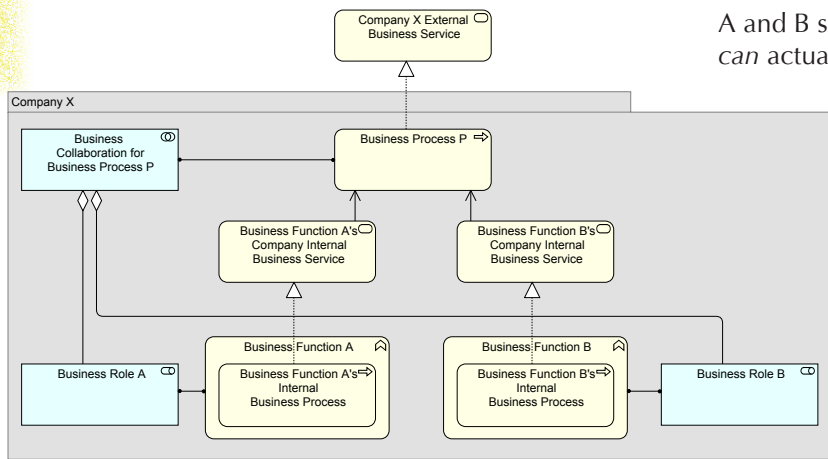 Company X External
Business Service
A and B s
can actua
Company X
Business
Collaboration for
Business Process P
Business Process P
Business Function A's
Company Internal
Business Service
Business Function B's
Company Internal
Business Service
Business Role A
Business Function A
Business Function A's
Internal
Business Process
Business Function B
Business Function B's
Internal
Business Process
Business Role B